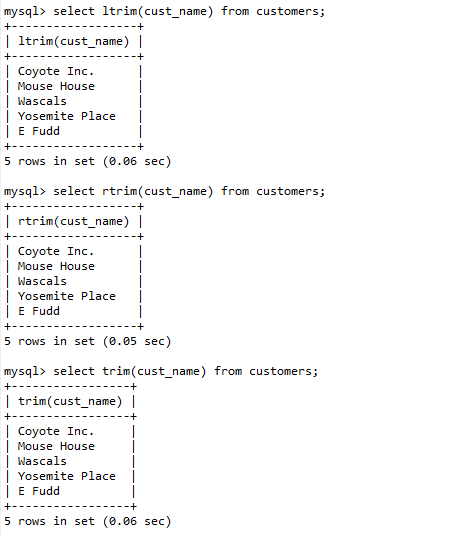 mysql> select ltrim(cust_name) from customers;
+------------------+
| ltrim(cust_name) |
+------------------+
| Coyote Inc.      |
| Mouse House      |
| Wascals          |
| Yosemite Place   |
| E Fudd           |
+------------------+
5 rows in set (0.06 sec)

mysql> select rtrim(cust_name) from customers;
+------------------+
| rtrim(cust_name) |
+------------------+
| Coyote Inc.      |
| Mouse House      |
| Wascals          |
| Yosemite Place   |
| E Fudd           |
+------------------+
5 rows in set (0.05 sec)

mysql> select trim(cust_name) from customers;
+-----------------+
| trim(cust_name) |
+-----------------+
| Coyote Inc.     |
| Mouse House     |
| Wascals         |
| Yosemite Place  |
| E Fudd          |
+-----------------+
5 rows in set (0.06 sec)